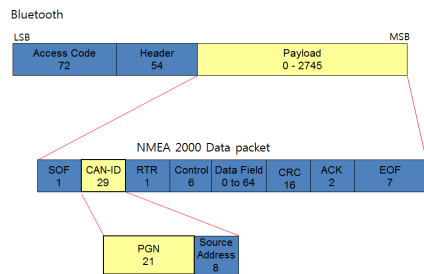 Bluetooth
LSB MSB
Access Code Header Payload
72 54 0 - 2745
NMEA 2000 Data packet
SOF CAN-ID RTR Control Data Field CRC ACK EOF
1 29 1 6 0 to 64 16 2 7
PGN Source
21 Address
8